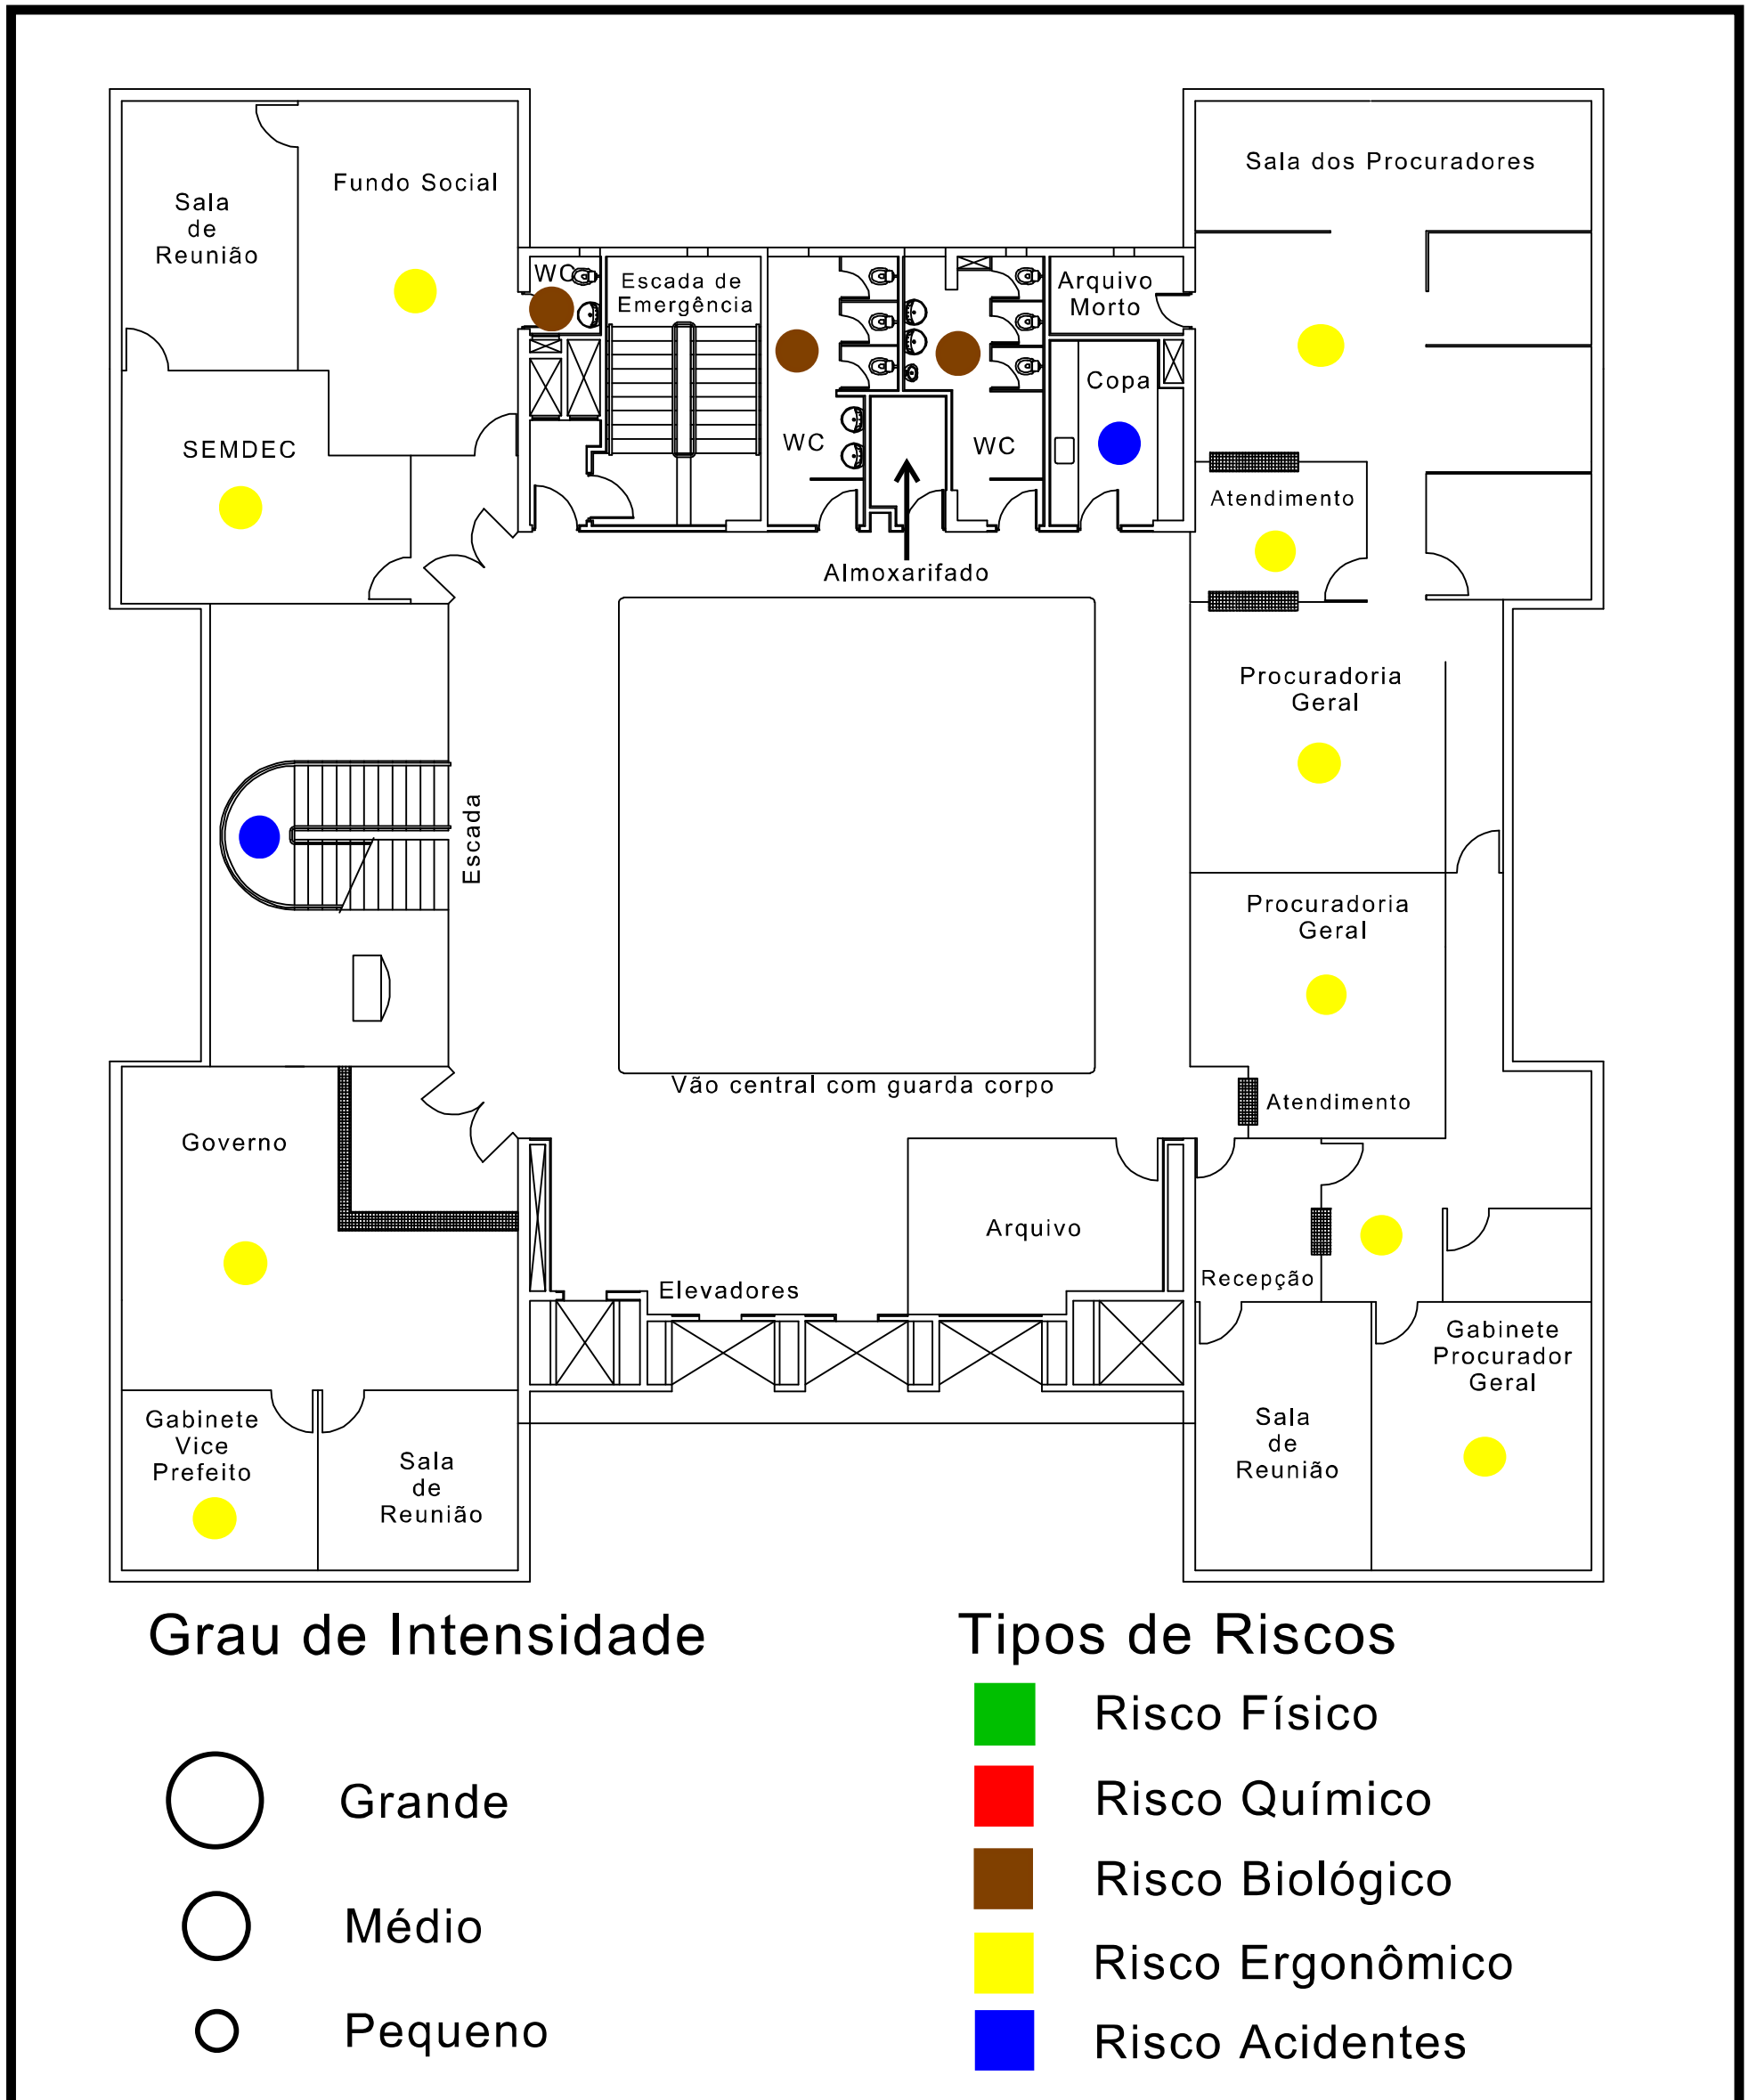 Sala dos Procuradores
Fundo Social
Sala
de
Reunião
WC
Escada de
Emergência
Arquivo
Morto
Copa
SEMDEC
WC
WC
Atendimento
Almoxarifado
Procuradoria
Geral
Escada
Procuradoria
Geral
Vão central com guarda corpo
Atendimento
Governo
Arquivo
Recepção
Elevadores
Gabinete
Procurador
Geral
Gabinete
Vice
Prefeito
Sala
de
Reunião
Sala
de
Reunião
Grau de Intensidade
Grande
Médio
Pequeno
Tipos de Riscos
Risco Físico
Risco Químico
Risco Biológico
Risco Ergonômico
Risco Acidentes